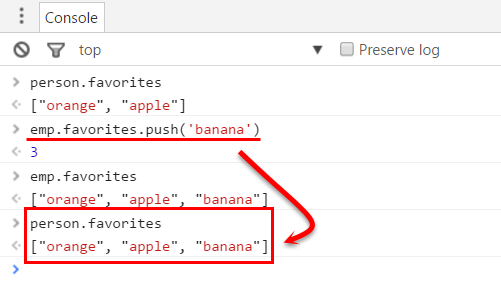 Console
top
Preserve log
person.favorites
["orange", "apple"]
emp.favorites.push('banana')
3
emp.favorites
["orange", "apple", "banana"]
person.favorites
["orange", "apple", "banana"]